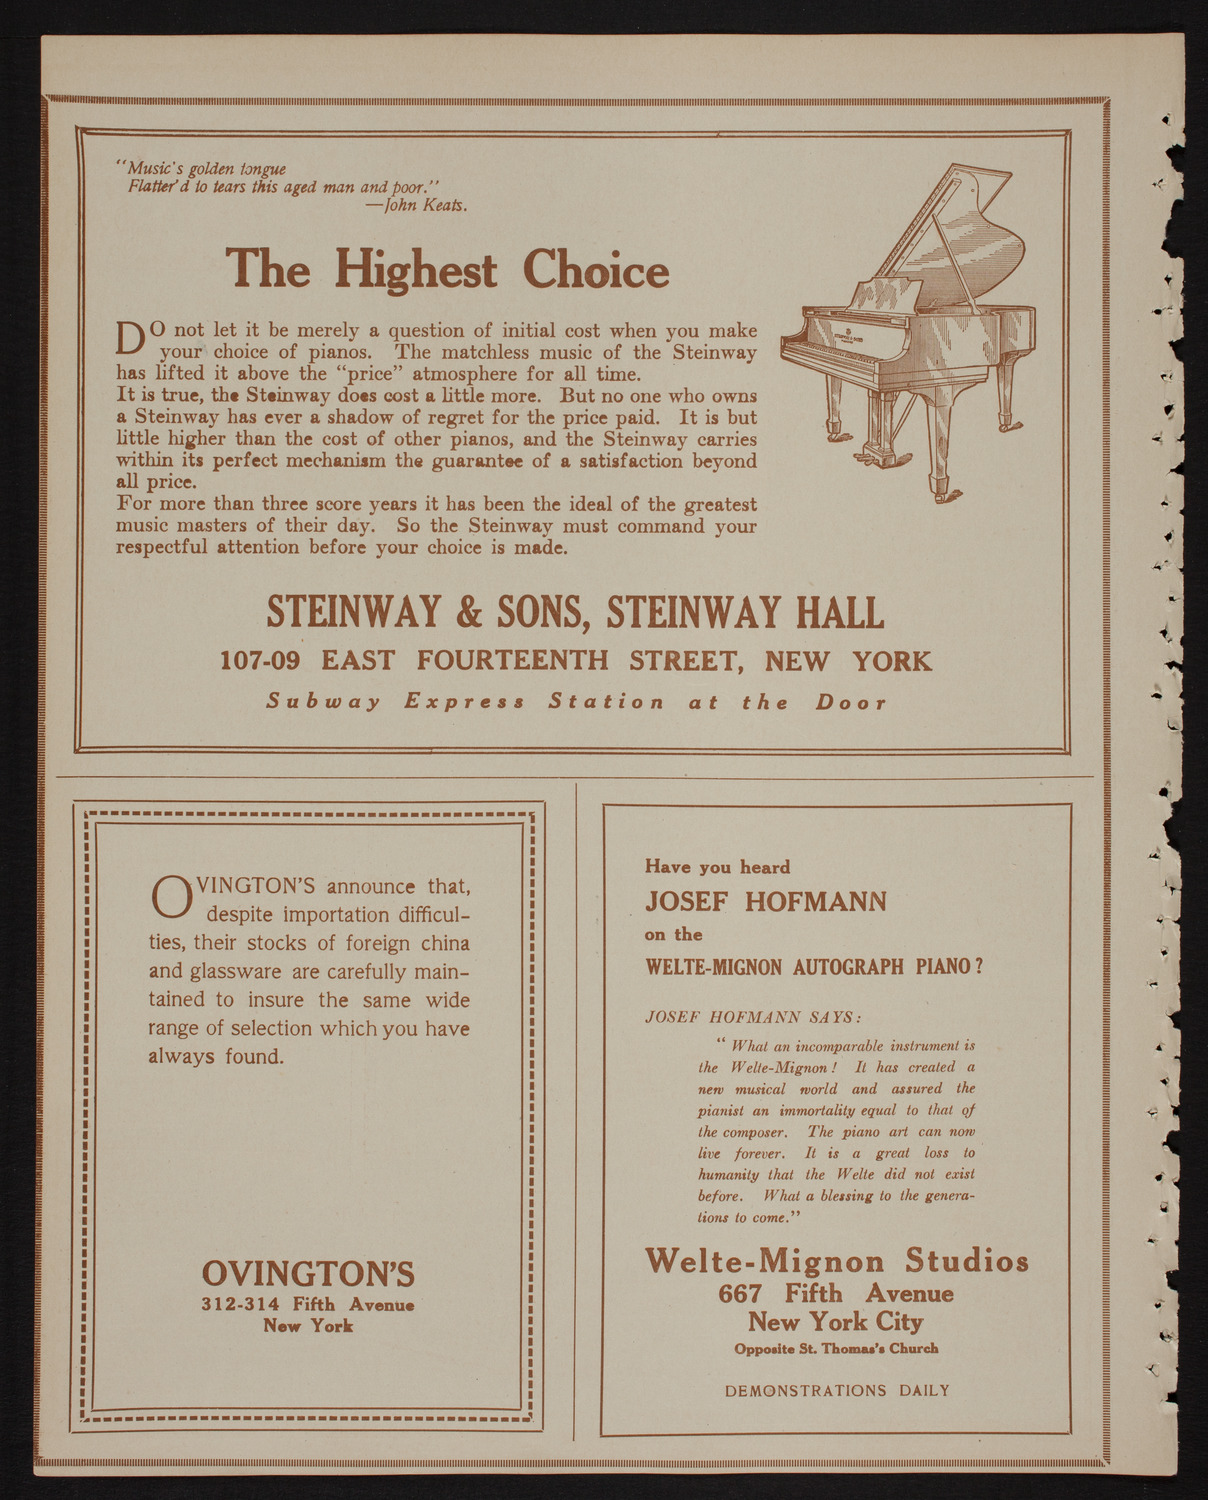 "Music's golden tongue
Flatter'd to tears this aged man and poor."
—John Keats.
The Highest Choice
DO not let it be merely a question of initial cost when you make
your choice of pianos. The matchless music of the Steinway
has lifted it above the "price" atmosphere for all time.
It is true, the Steinway does cost a little more. But no one who owns
a Steinway has ever a shadow of regret for the price paid. It is but
little higher than the cost of other pianos, and the Steinway carries
within its perfect mechanism the guarantee of a satisfaction beyond
all price.
For more than three score years it has been the ideal of the greatest
music masters of their day. So the Steinway must command your
respectful attention before your choice is made.
STEINWAY & SONS, STEINWAY HALL
107-09 EAST FOURTEENTH STREET, NEW YORK
Subway Express Station at the Door
OVINGTON'S announce that,
despite importation difficul-
ties, their stocks of foreign china
and glassware are carefully main-
tained to insure the same wide
range of selection which you have
always found.
OVINGTON'S
312-314 Fifth Avenue
New York
Have you heard
JOSEF HOFMANN
on the
WELTE-MIGNON AUTOGRAPH PIANO?
JOSEF HOFMANN SAYS:
"What an incomparable instrument is
the Welte-Mignon! It has created a
new musical world and assured the
pianist an immortality equal to that of
the composer. The piano art can now
live forever. It is a great loss to
humanity that the Welte did not exist
before. What a blessing to the genera-
tions to come."
Welte-Mignon Studios
667 Fifth Avenue
New York City
Opposite St. Thomas's Church
DEMONSTRATIONS DAILY